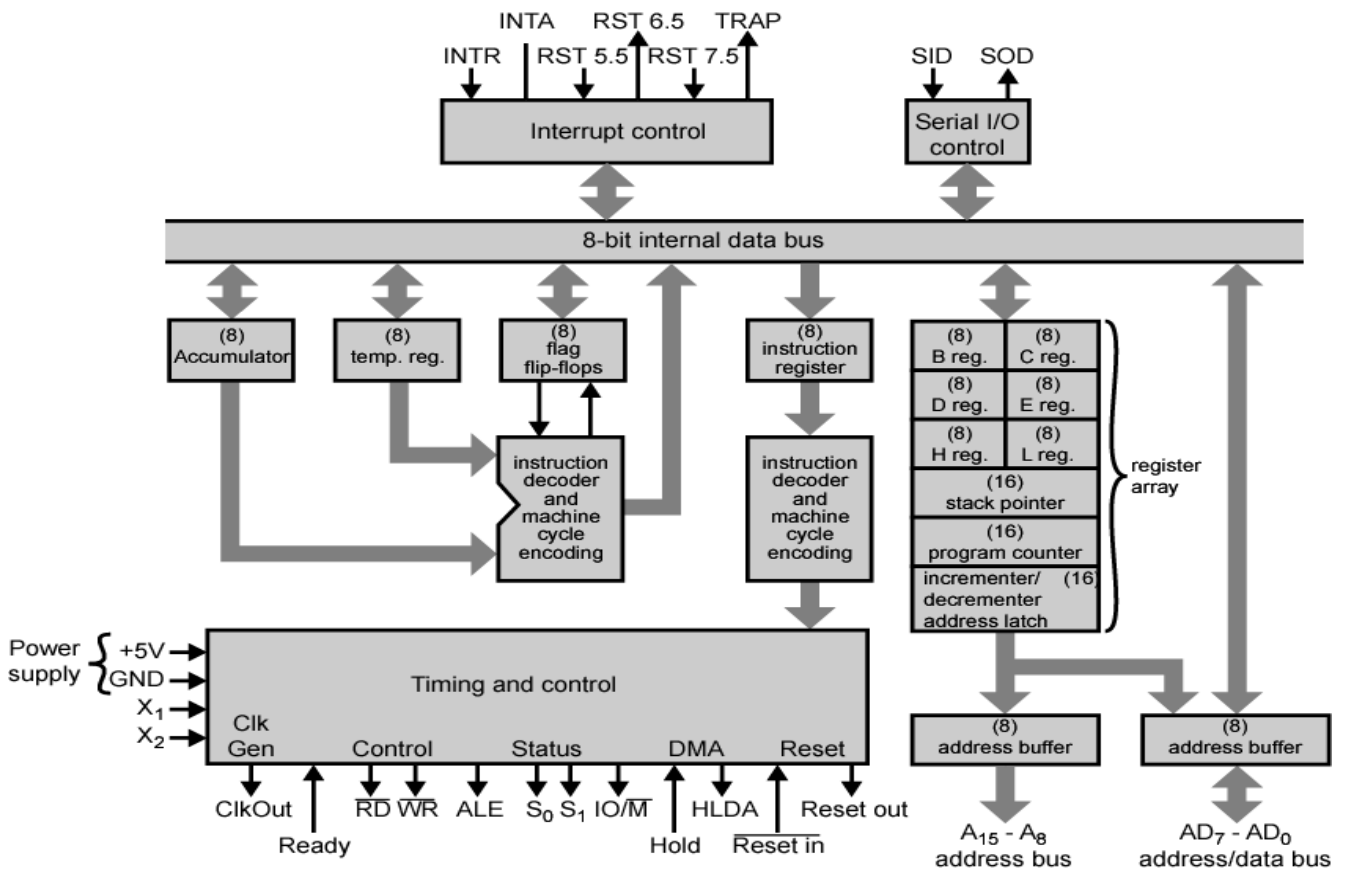 INTA RST 6.5 TRAP
INTR RST 5.5 RST 7.5
SID SOD
Interrupt control
Serial I/O
control
8-bit internal data bus
(8)
Accumulator
(8)
temp. reg.
(8)
flag
flip-flops
(8)
instruction
register
(8)
B reg.
(8)
C reg.
(8)
D reg.
(8)
E reg.
(8)
H reg.
(8)
L reg.
(16)
stack pointer
(16)
program counter
incrementer/ (16)
decrementer
address latch
register
array
instruction
decoder
and
machine
cycle
encoding
instruction
decoder
and
machine
cycle
encoding
Power
supply
+5V
GND
X₁
X₂
Timing and control
Clk
Gen
Control
Status
DMA
Reset
ClkOut
Ready
R̅D̅ W̅R̅
ALE
S₀ S₁ IO/M̅
Hold
HLDA
R̅e̅s̅e̅t̅ i̅n̅
Reset out
(8)
address buffer
(8)
address buffer
A₁₅ - A₈
address bus
AD₇ - AD₀
address/data bus